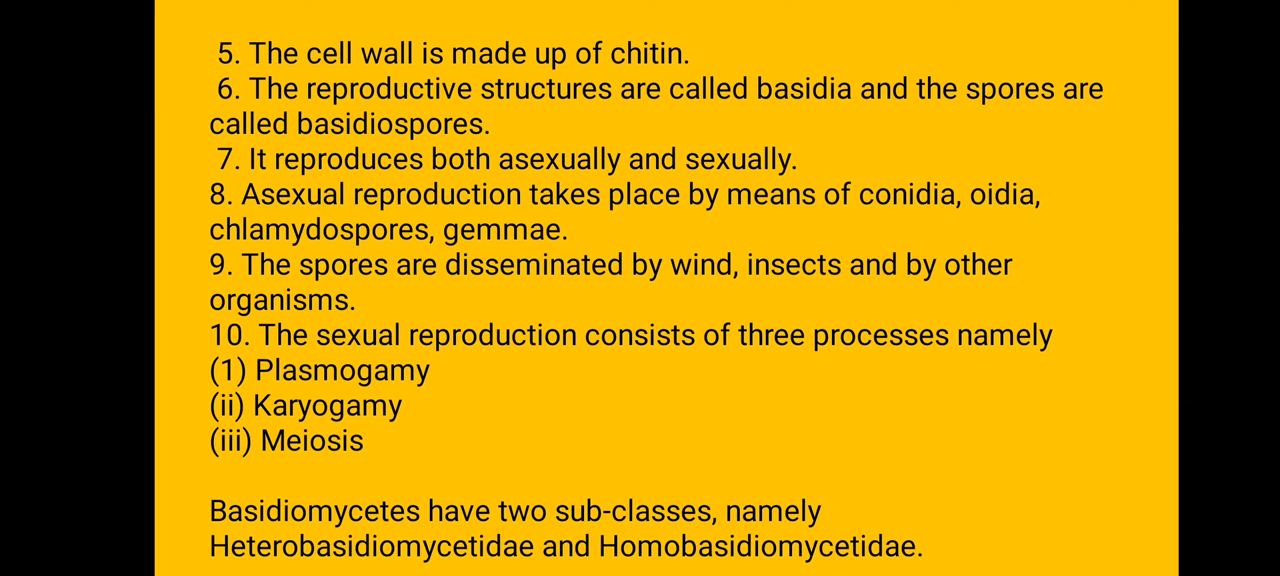 5. The cell wall is made up of chitin.
6. The reproductive structures are called basidia and the spores are
called basidiospores.
7. It reproduces both asexually and sexually.
8. Asexual reproduction takes place by means of conidia, oidia,
chlamydospores, gemmae.
9. The spores are disseminated by wind, insects and by other
organisms.
10. The sexual reproduction consists of three processes namely
(1) Plasmogamy
(ii) Karyogamy
(iii) Meiosis
Basidiomycetes have two sub-classes, namely
Heterobasidiomycetidae and Homobasidiomycetidae.